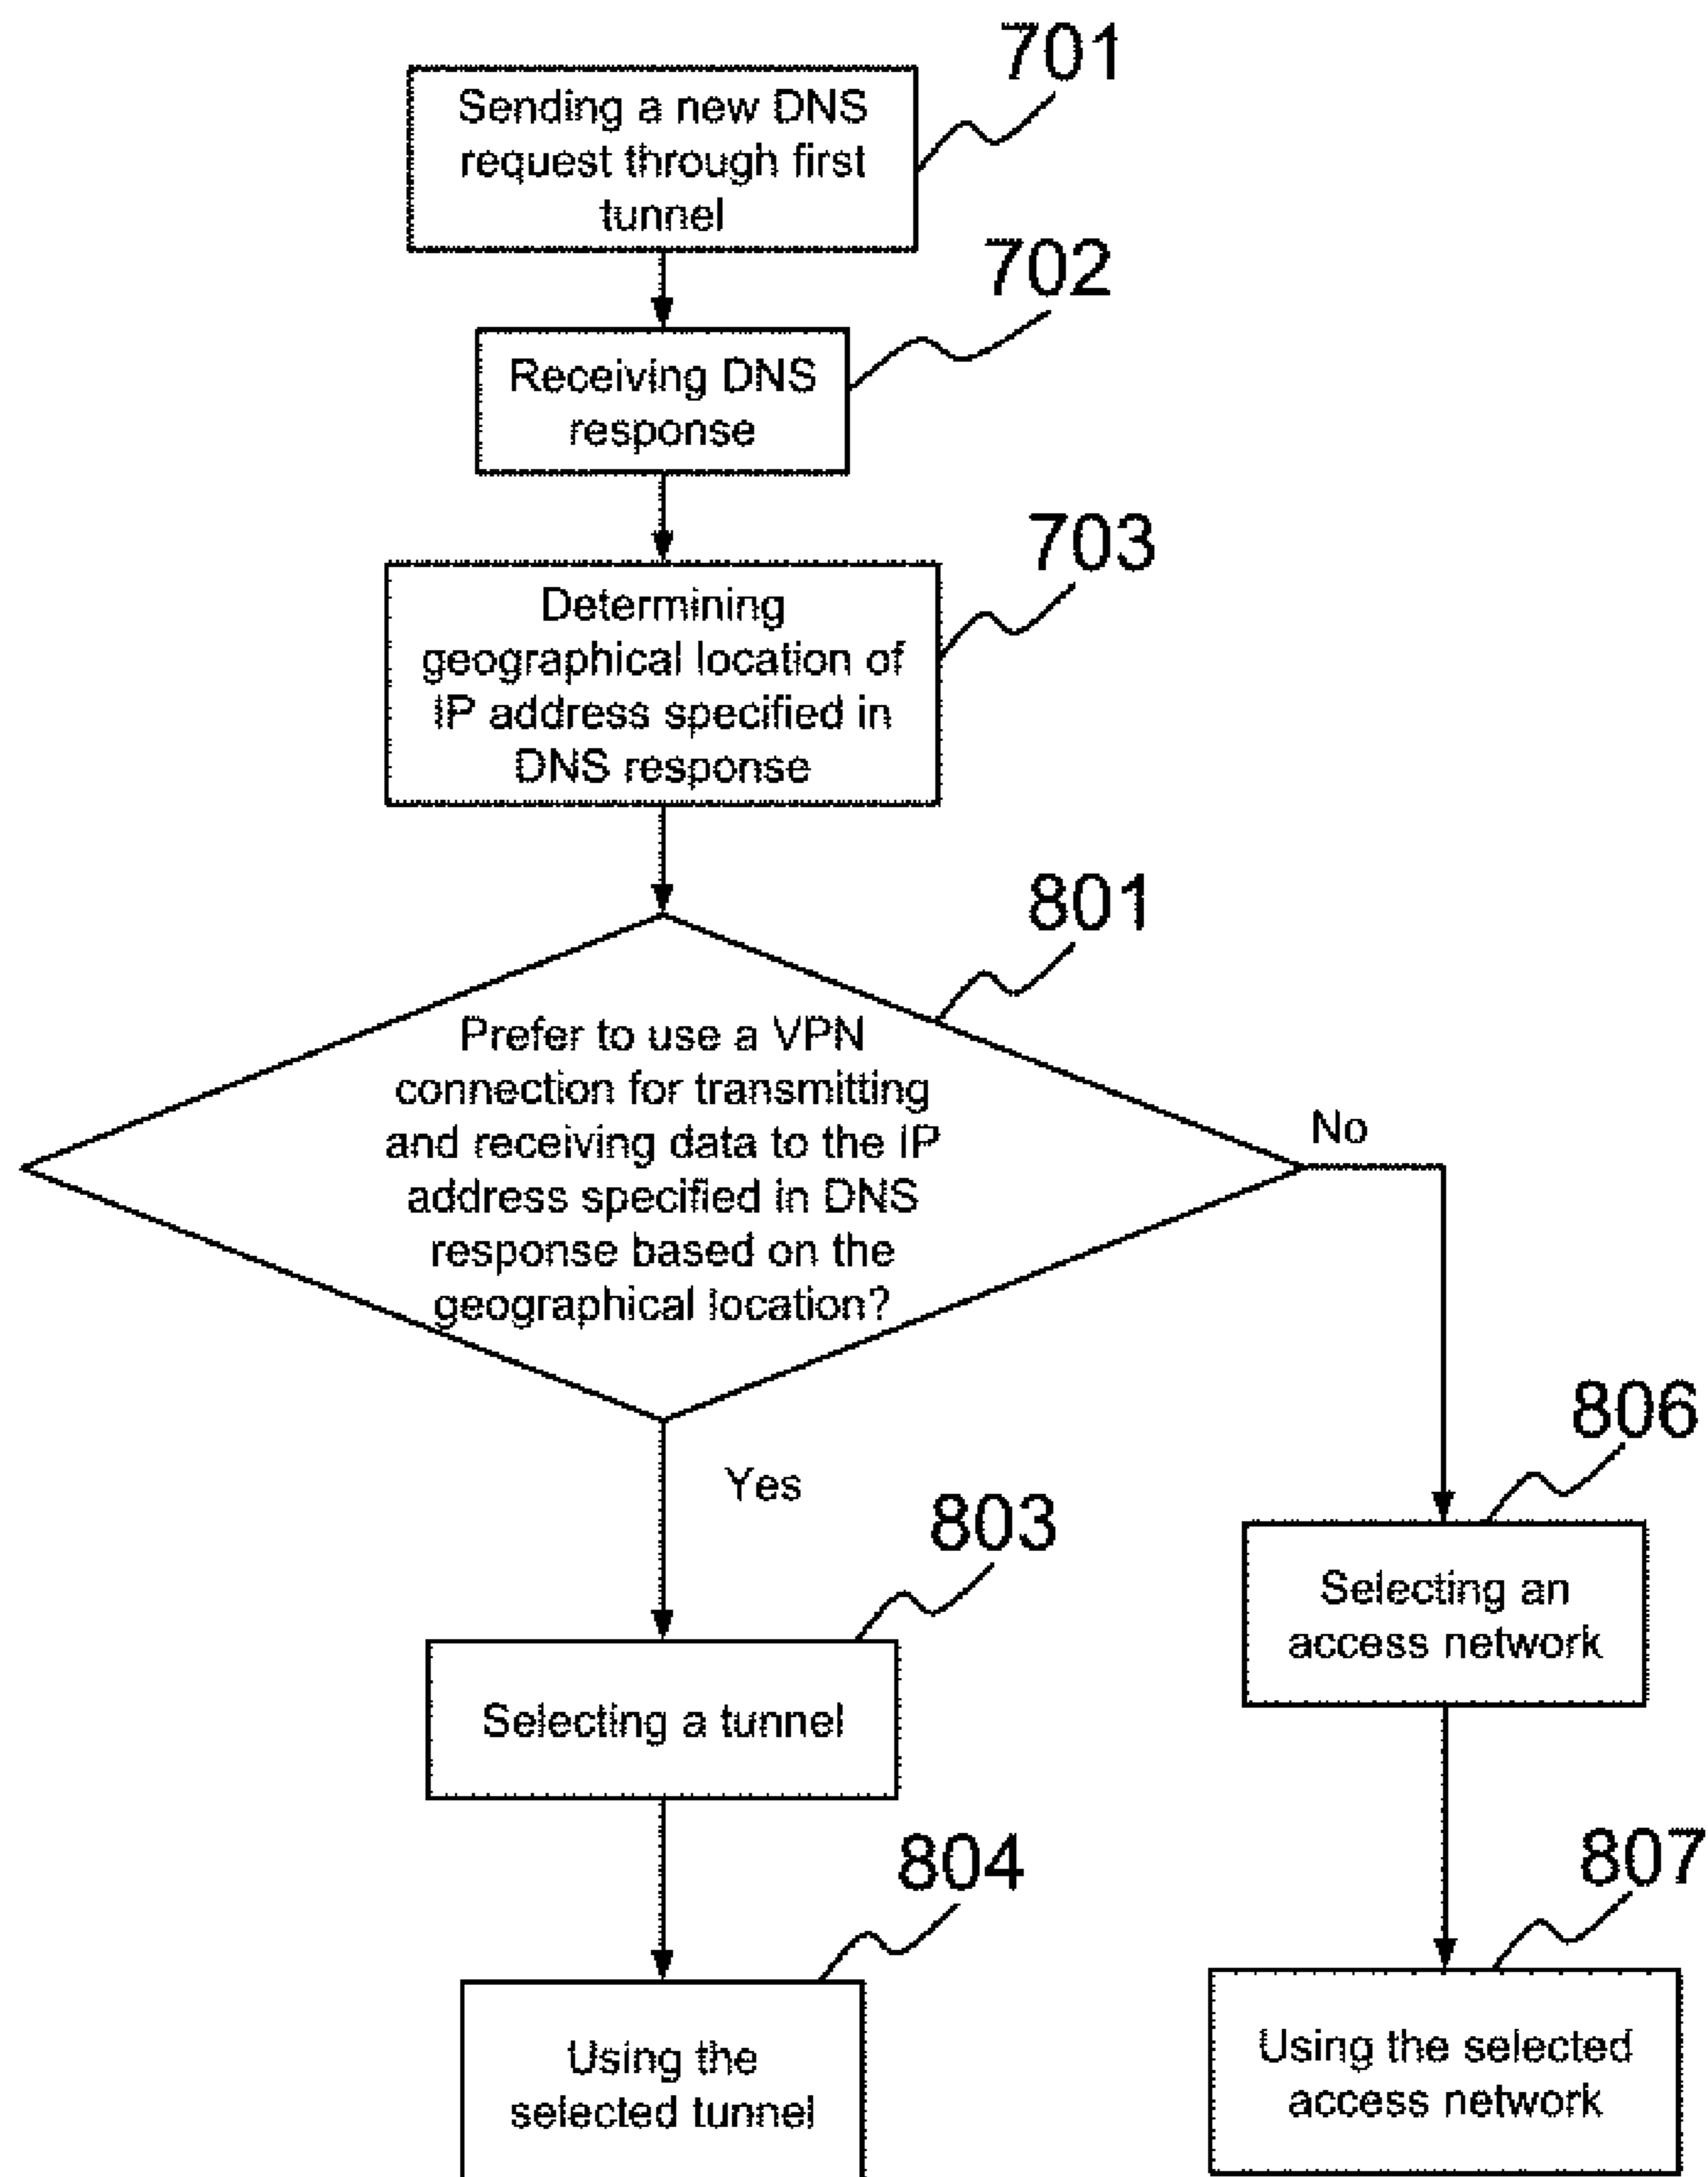 701
Sending a new DNS
request through first
tunnel
702
Receiving DNS
response
703
Determining
geographical location of
IP address specified in
DNS response
801
Prefer to use a VPN
connection for transmitting
and receiving data to the IP
address specified in DNS
response based on the
geographical location?
No
Yes
806
Selecting an
access network
803
Selecting a tunnel
804
Using the
selected tunnel
807
Using the selected
access network